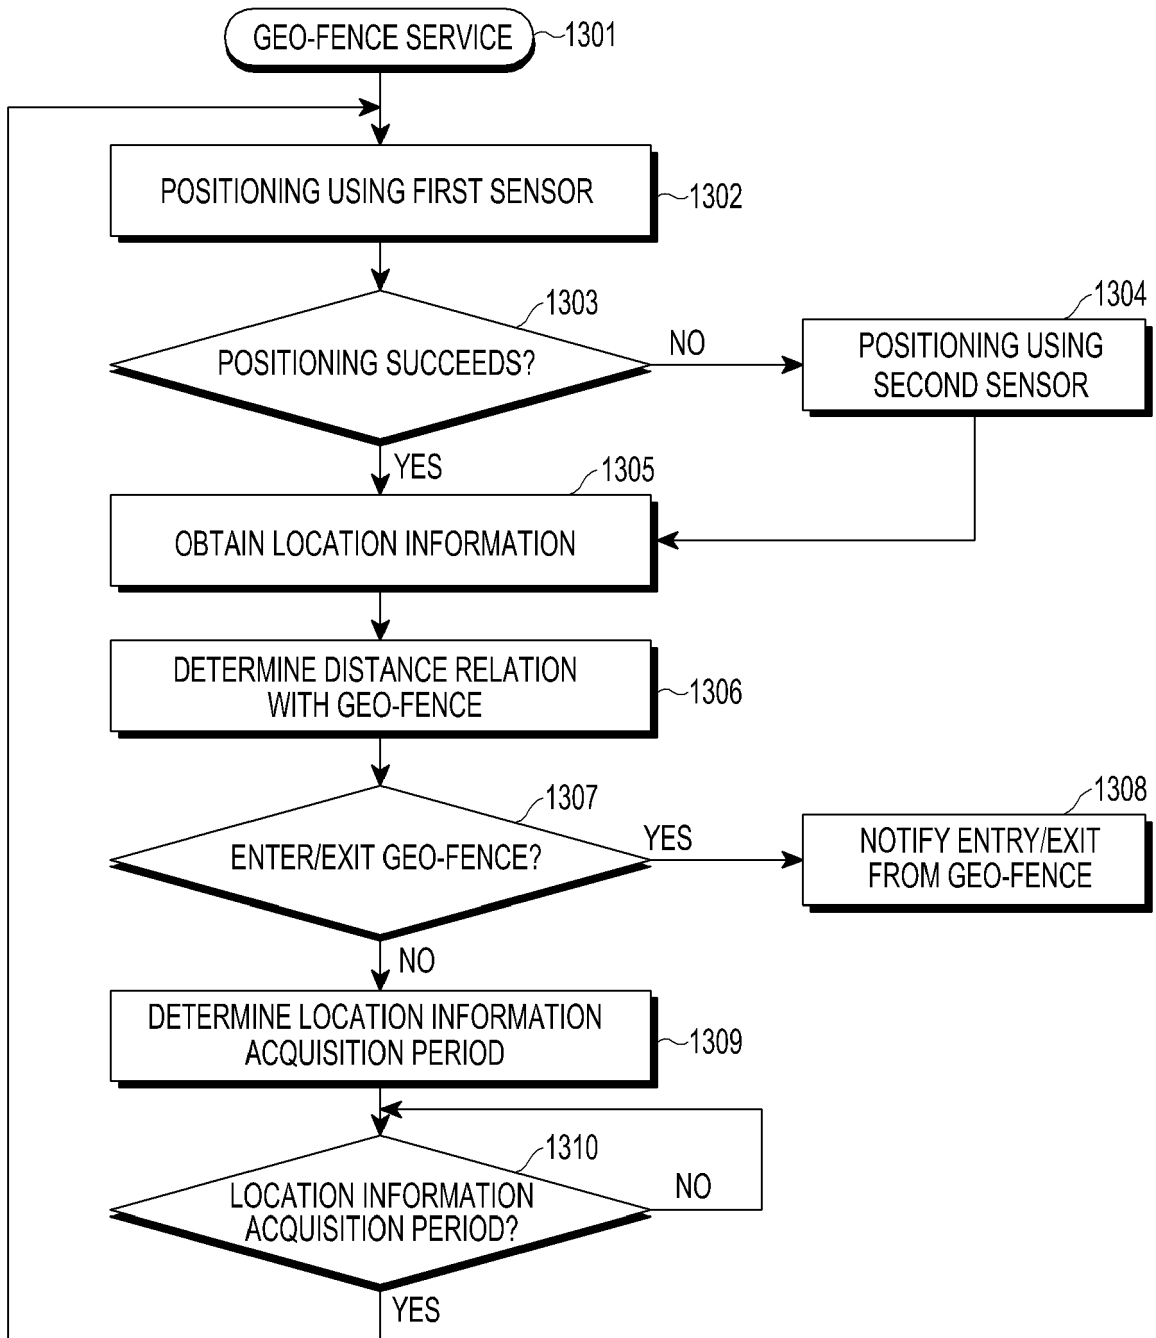 GEO-FENCE SERVICE
1301
POSITIONING USING FIRST SENSOR
1302
1303
POSITIONING SUCCEEDS?
NO
1304
POSITIONING USING
SECOND SENSOR
YES
1305
OBTAIN LOCATION INFORMATION
DETERMINE DISTANCE RELATION
WITH GEO-FENCE
1306
1307
ENTER/EXIT GEO-FENCE?
YES
1308
NOTIFY ENTRY/EXIT
FROM GEO-FENCE
NO
DETERMINE LOCATION INFORMATION
ACQUISITION PERIOD
1309
1310
LOCATION INFORMATION
ACQUISITION PERIOD?
NO
YES